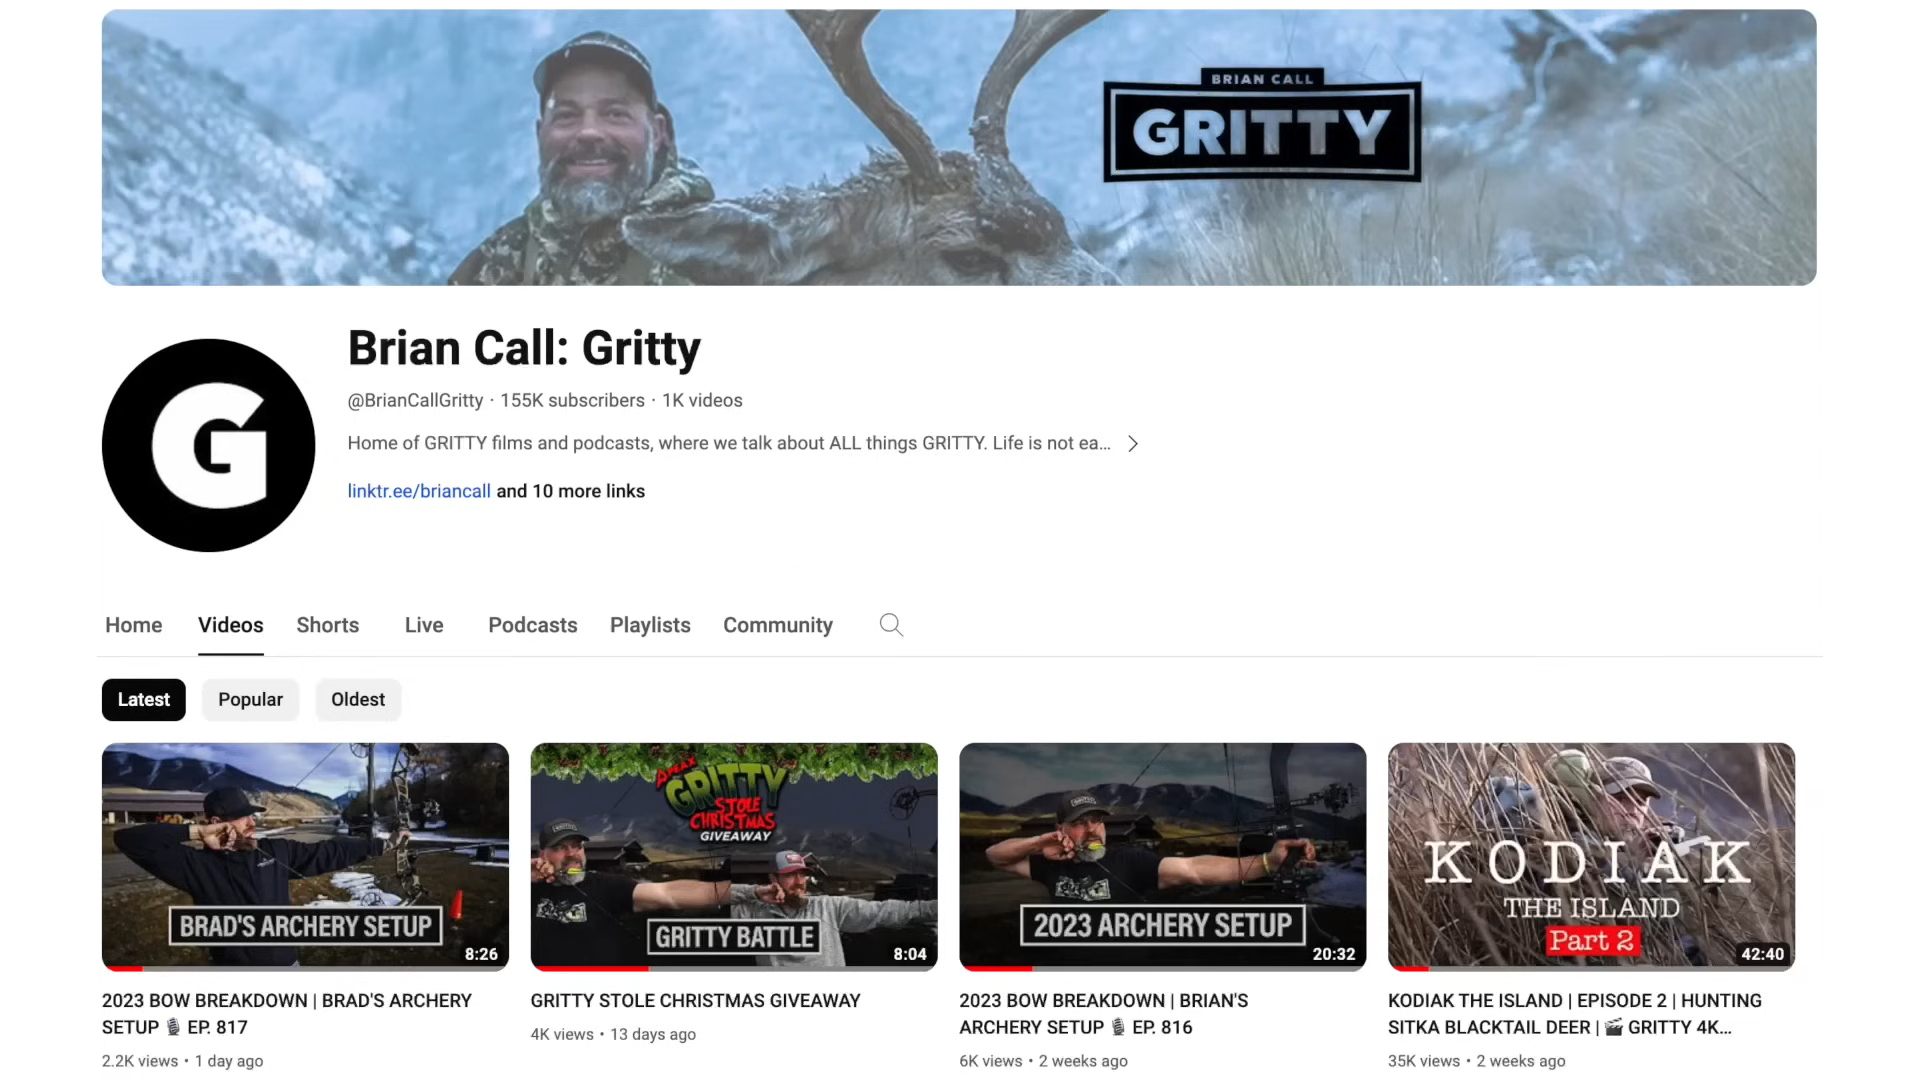 BRIAN CALL
GRITTY
G
Brian Call: Gritty
@BrianCallGritty · 155K subscribers · 1K videos
Home of GRITTY films and podcasts, where we talk about ALL things GRITTY. Life is not ea...
linktr.ee/briancall and 10 more links
Home Videos Shorts Live Podcasts Playlists Community
Latest Popular Oldest
BRAD'S ARCHERY SETUP
8:26
APEAX
GRITTY
STOLE
CHRISTMAS
GIVEAWAY
GRITTY BATTLE
8:04
2023 ARCHERY SETUP
20:32
KODIAK
THE ISLAND
Part 2
42:40
2023 BOW BREAKDOWN | BRAD'S ARCHERY
SETUP 🎙 EP. 817
2.2K views • 1 day ago
GRITTY STOLE CHRISTMAS GIVEAWAY
4K views • 13 days ago
2023 BOW BREAKDOWN | BRIAN'S
ARCHERY SETUP 🎙 EP. 816
6K views • 2 weeks ago
KODIAK THE ISLAND | EPISODE 2 | HUNTING
SITKA BLACKTAIL DEER | 🎬 GRITTY 4K...
35K views • 2 weeks ago